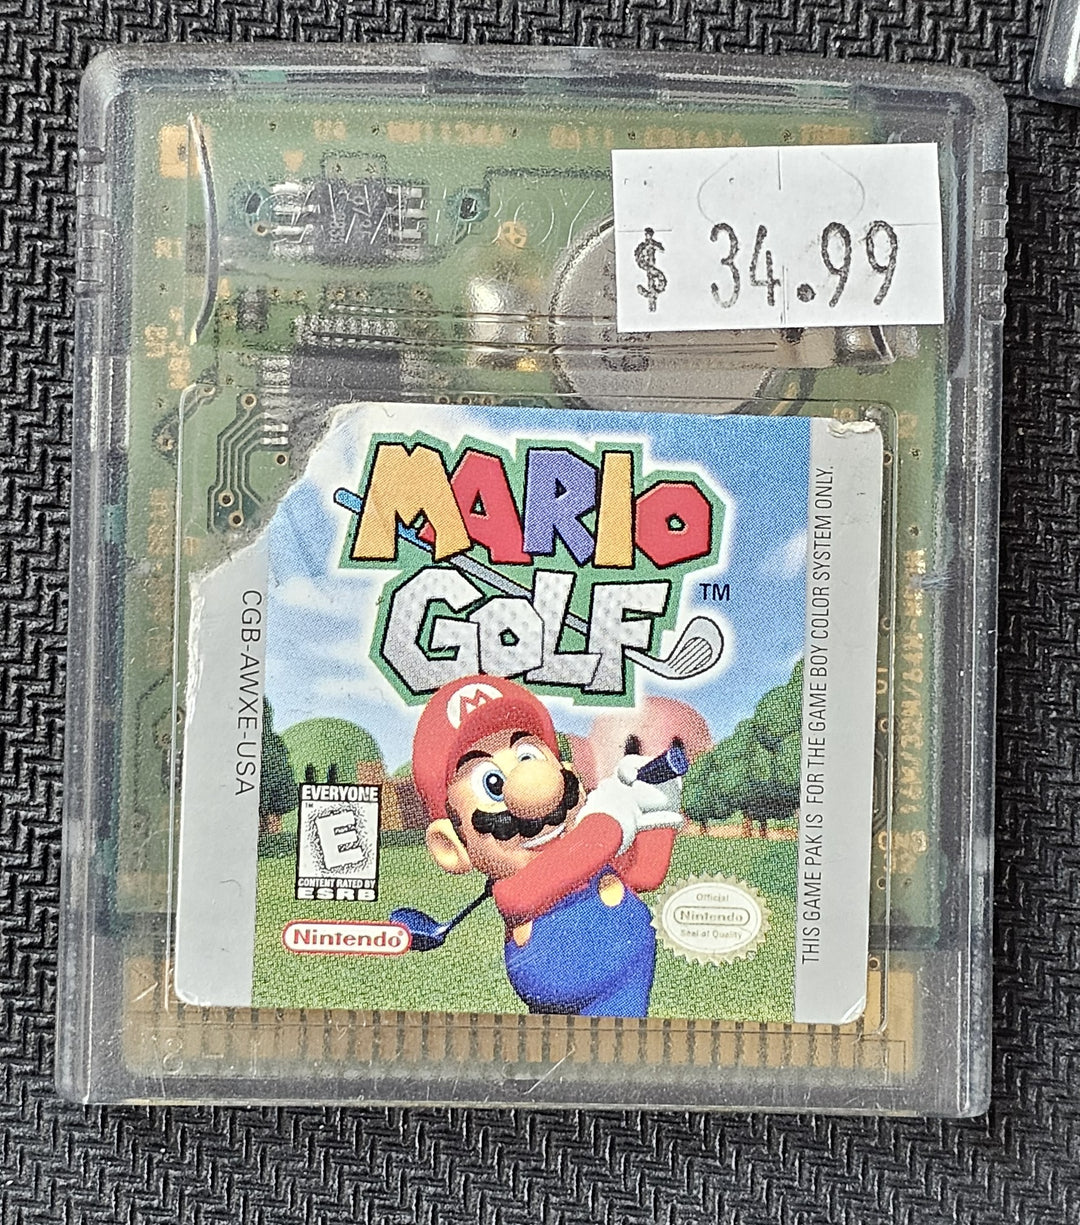 $ 34.99
MARIO
GOLF TM
THIS GAME PAK IS FOR THE GAME BOY COLOR SYSTEM ONLY.
CGB-AWXE-USA
M
EVERYONE
TM
E
CONTENT RATED BY
ESRB
Nintendo
Official
Nintendo
Seal of Quality